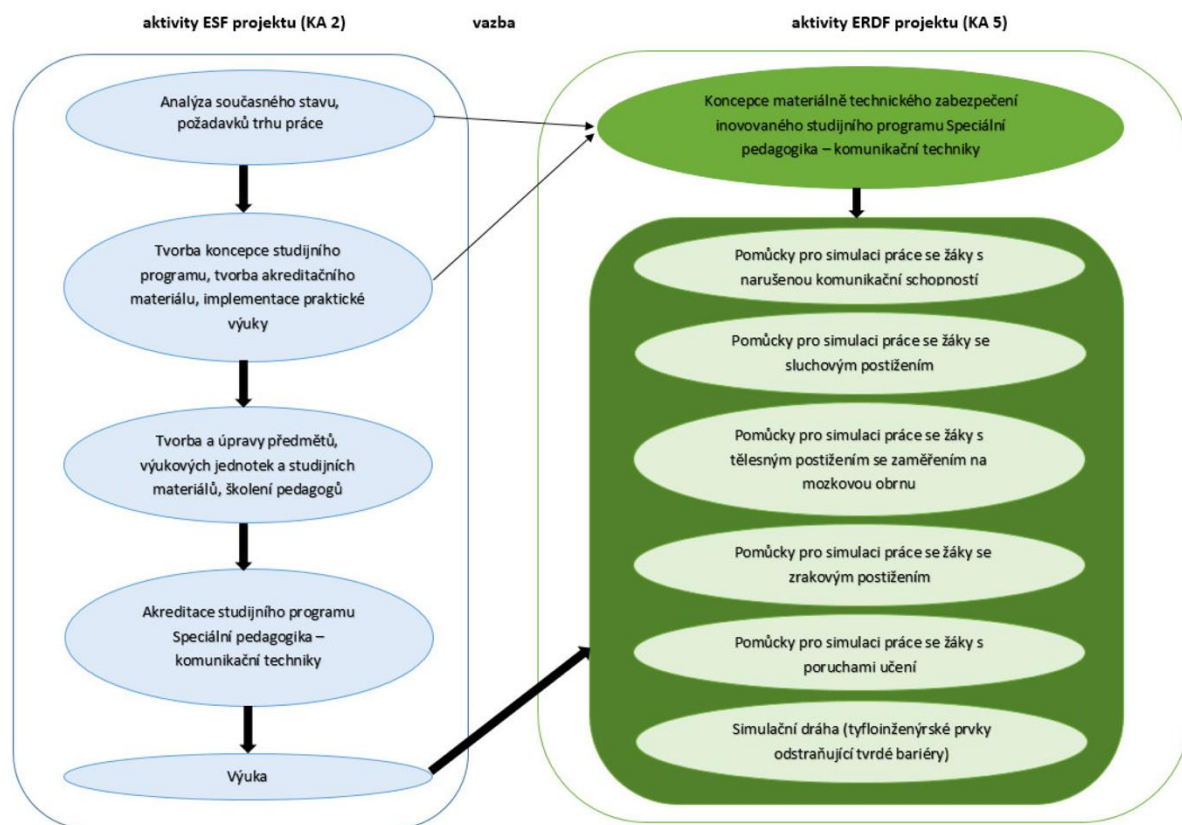 aktivity ESF projektu (KA 2)
vazba
aktivity ERDF projektu (KA 5)
Analýza současného stavu,
požadavků trhu práce
Tvorba koncepce studijního
programu, tvorba akreditačního
materiálu, implementace praktické
výuky
Tvorba a úpravy předmětů,
výukových jednotek a studijních
materiálů, školení pedagogů
Akreditace studijního programu
Speciální pedagogika –
komunikační techniky
Výuka
Koncepce materiálně technického zabezpečení
inovovaného studijního programu Speciální
pedagogika – komunikační techniky
Pomůcky pro simulaci práce se žáky s
narušenou komunikační schopností
Pomůcky pro simulaci práce se žáky se
sluchovým postižením
Pomůcky pro simulaci práce se žáky s
tělesným postižením se zaměřením na
mozkovou obrnu
Pomůcky pro simulaci práce se žáky se
zrakovým postižením
Pomůcky pro simulaci práce se žáky s
poruchami učení
Simulační dráha (tyfloinženýrské prvky
odstraňující tvrdé bariéry)